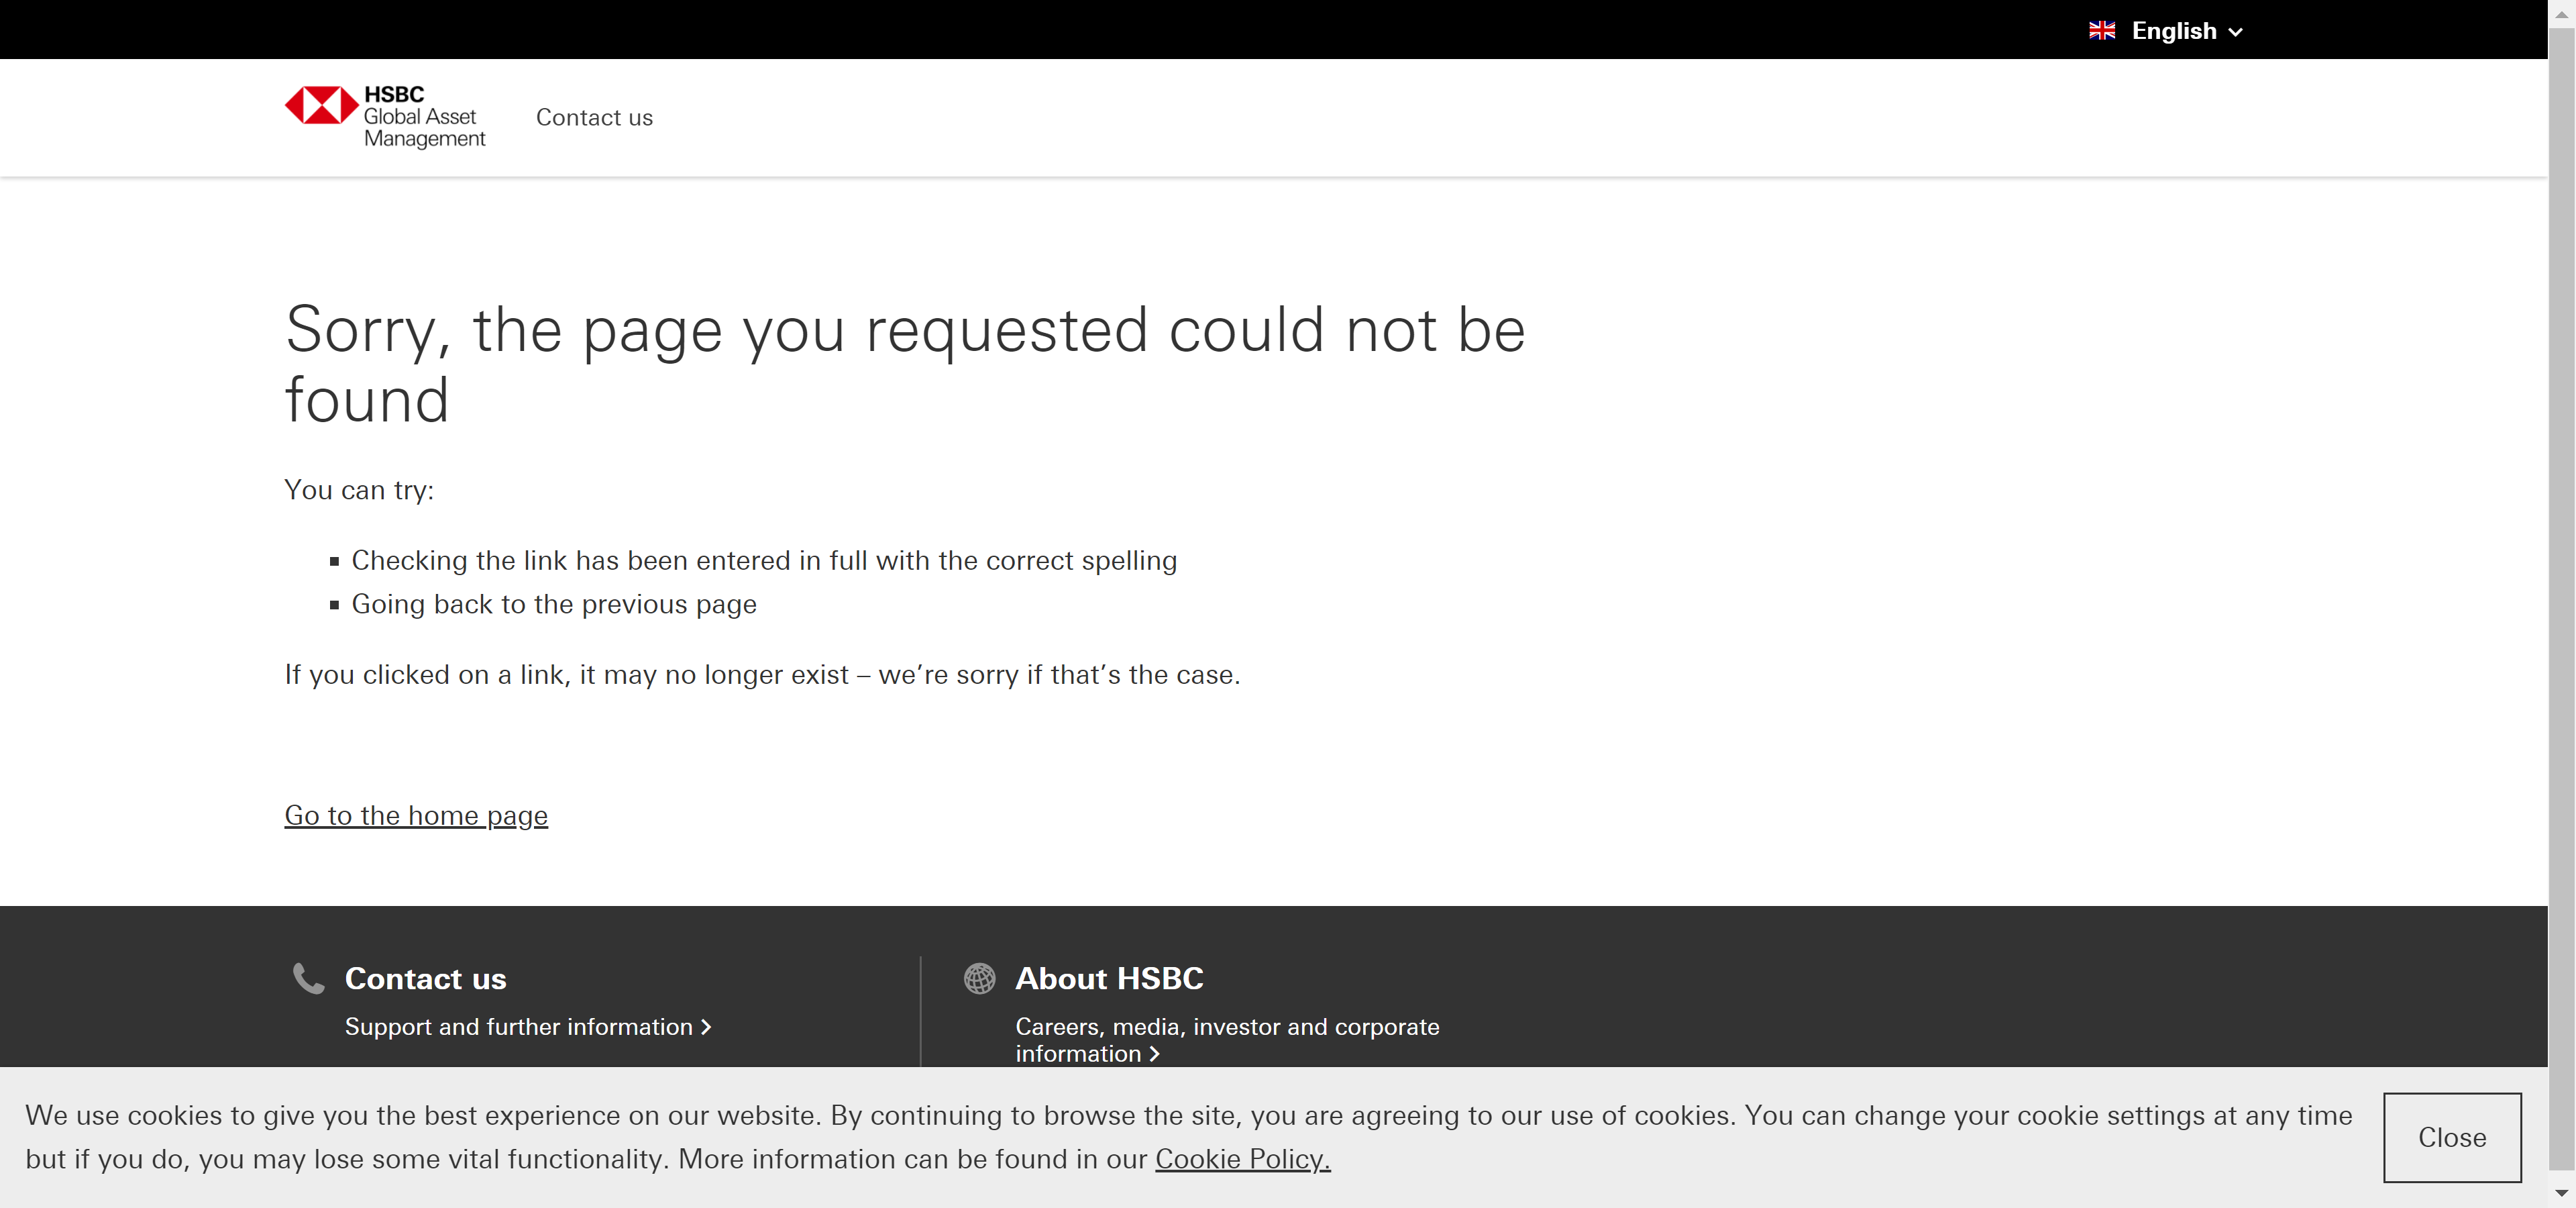 English
HSBC
Global Asset
Management
Contact us
Sorry, the page you requested could not be
found
You can try:
Checking the link has been entered in full with the correct spelling
Going back to the previous page
If you clicked on a link, it may no longer exist – we’re sorry if that’s the case.
Go to the home page
Contact us
Support and further information
About HSBC
Careers, media, investor and corporate
information
We use cookies to give you the best experience on our website. By continuing to browse the site, you are agreeing to our use of cookies. You can change your cookie settings at any time
but if you do, you may lose some vital functionality. More information can be found in our Cookie Policy.
Close